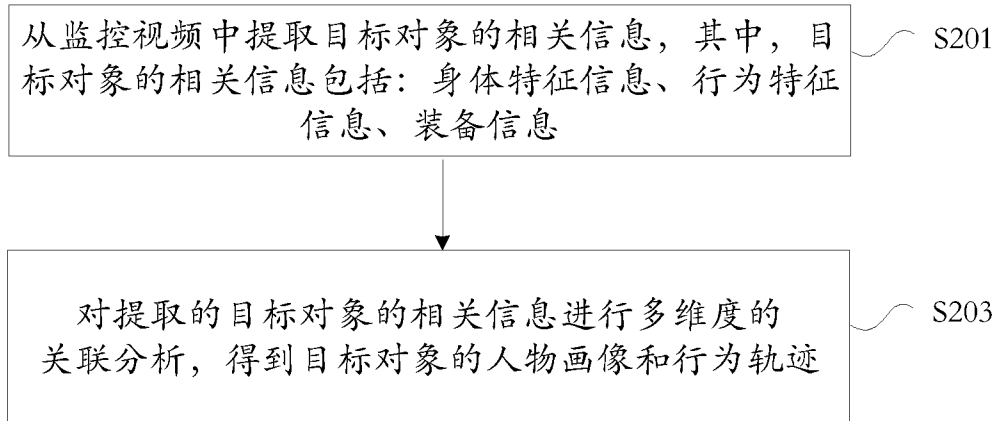 从监控视频中提取目标对象的相关信息，其中，目
标对象的相关信息包括：身体特征信息、行为特征
信息、装备信息
S201
对提取的目标对象的相关信息进行多维度的
关联分析，得到目标对象的人物画像和行为轨迹
S203